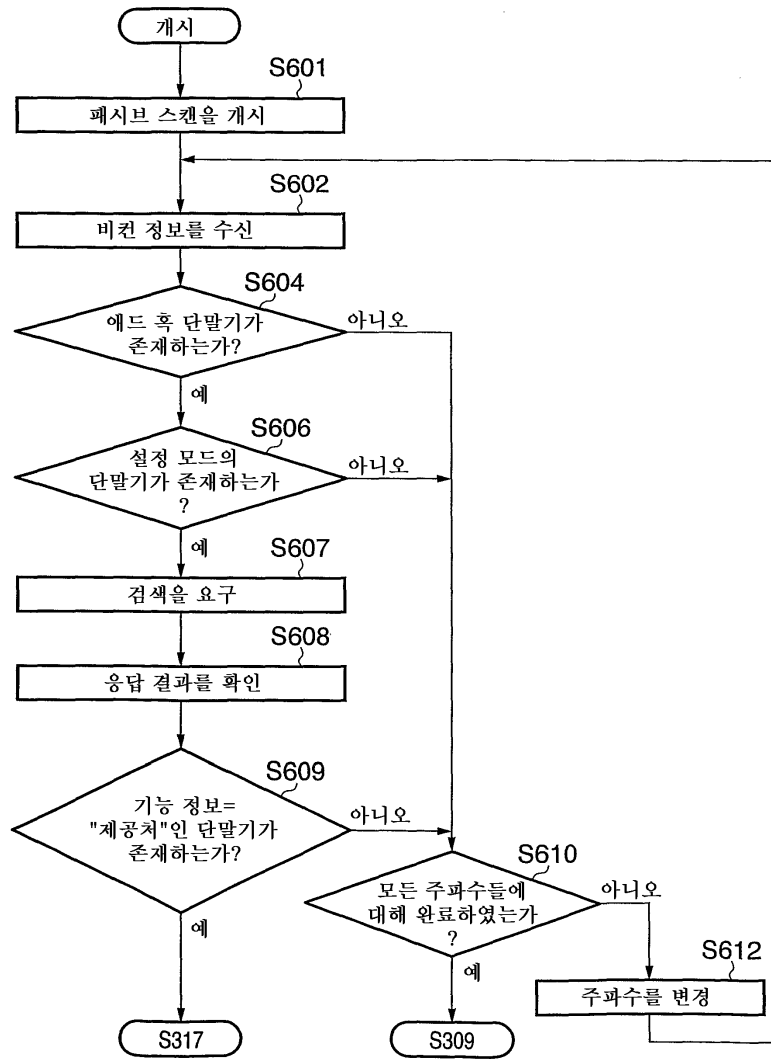 개시
S601
패시브 스캔을 개시
S602
비컨 정보를 수신
S604
애드 혹 단말기가
존재하는가?
아니오
예
S606
설정 모드의
단말기가 존재하는가
?
아니오
예
S607
검색을 요구
S608
응답 결과를 확인
S609
기능 정보=
"제공처"인 단말기가
존재하는가?
아니오
예
S610
모든 주파수들에
대해 완료하였는가
?
아니오
예
S612
주파수를 변경
S317
S309